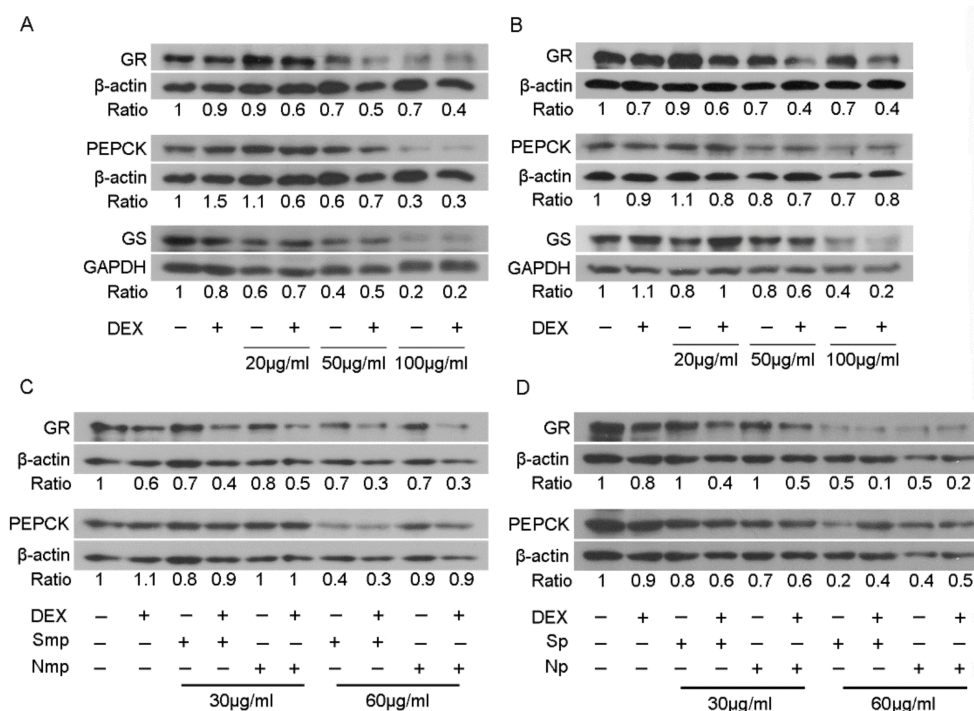 A
GR
β-actin
Ratio 1 0.9 0.9 0.6 0.7 0.5 0.7 0.4
PEPCK
β-actin
Ratio 1 1.5 1.1 0.6 0.6 0.7 0.3 0.3
GS
GAPDH
Ratio 1 0.8 0.6 0.7 0.4 0.5 0.2 0.2
DEX − + − + − + − +
20μg/ml 50μg/ml 100μg/ml
B
GR
β-actin
Ratio 1 0.7 0.9 0.6 0.7 0.4 0.7 0.4
PEPCK
β-actin
Ratio 1 0.9 1.1 0.8 0.8 0.7 0.7 0.8
GS
GAPDH
Ratio 1 1.1 0.8 1 0.8 0.6 0.4 0.2
DEX − + − + − + − +
20μg/ml 50μg/ml 100μg/ml
C
GR
β-actin
Ratio 1 0.6 0.7 0.4 0.8 0.5 0.7 0.3 0.7 0.3
PEPCK
β-actin
Ratio 1 1.1 0.8 0.9 1 1 0.4 0.3 0.9 0.9
DEX − + − + − + − + − +
Smp − − + + − − + + − −
Nmp − − − − + + − − + +
30μg/ml 60μg/ml
D
GR
β-actin
Ratio 1 0.8 1 0.4 1 0.5 0.5 0.1 0.5 0.2
PEPCK
β-actin
Ratio 1 0.9 0.8 0.6 0.7 0.6 0.2 0.4 0.4 0.5
DEX − + − + − + − + − +
Sp − − + + − − + + − −
Np − − − − + + − − + +
30μg/ml 60μg/ml